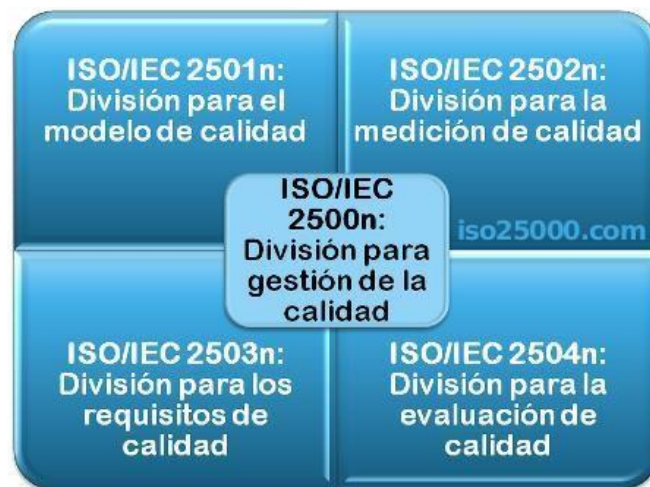 ISO/IEC 2501n:
División para el
modelo de calidad
ISO/IEC 2502n:
División para la
medición de calidad
ISO/IEC
2500n:
División para
gestión de la
calidad
iso25000.com
ISO/IEC 2503n:
División para los
requisitos de
calidad
ISO/IEC 2504n:
División para la
evaluación de
calidad